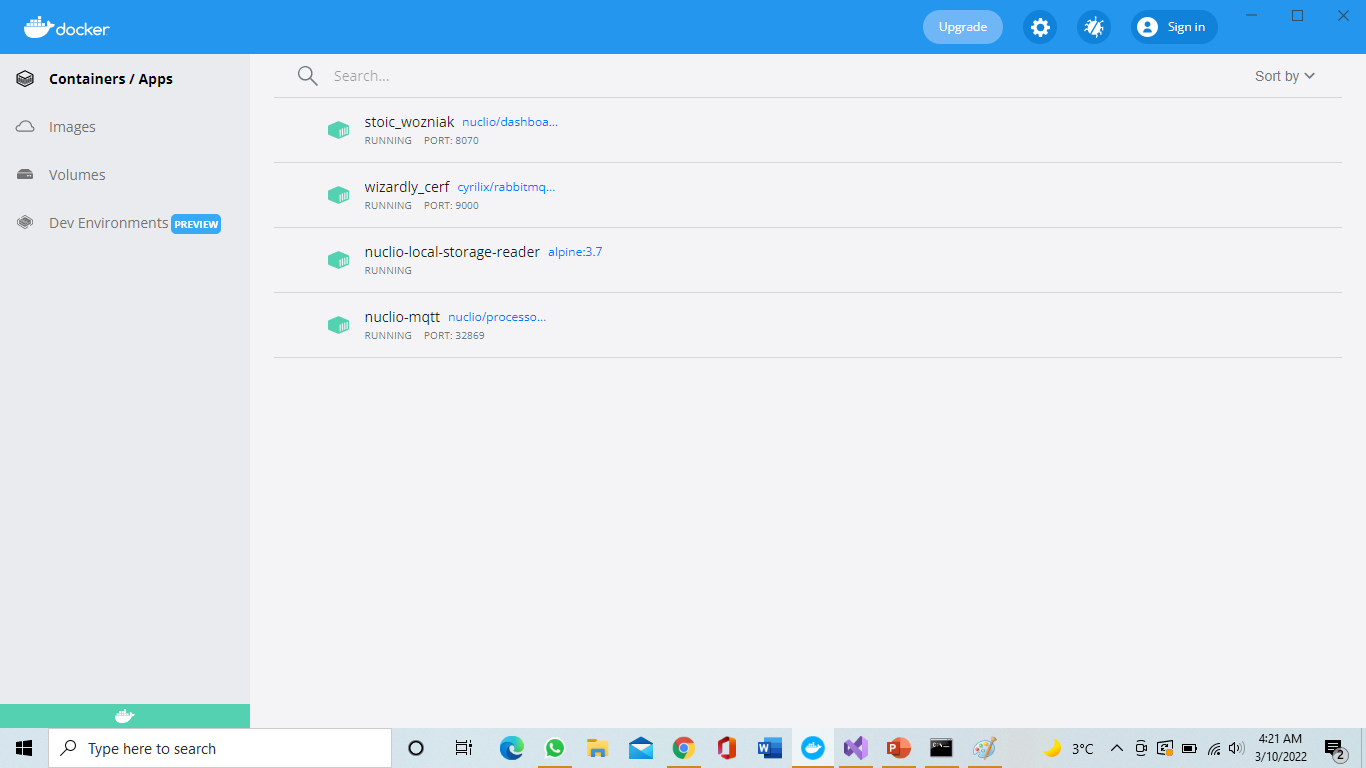 docker
Upgrade
Sign in
Containers / Apps
Images
Volumes
Dev Environments PREVIEW
Search...
Sort by
stoic_wozniak nuclio/dashboa...
RUNNING PORT: 8070
wizardly_cerf cyrilix/rabbitmq...
RUNNING PORT: 9000
nuclio-local-storage-reader alpine:3.7
RUNNING
nuclio-mqtt nuclio/processo...
RUNNING PORT: 32869
Type here to search
3°C
4:21 AM
3/10/2022
2